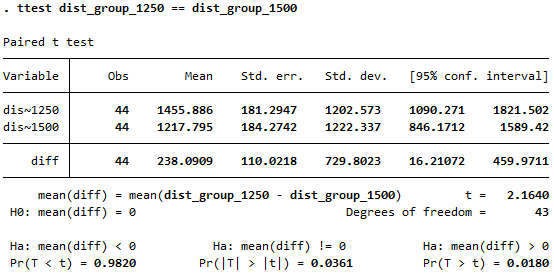 . ttest dist_group_1250 == dist_group_1500
Paired t test
Variable Obs Mean Std. err. Std. dev. [95% conf. interval]
dis~1250 44 1455.886 181.2947 1202.573 1090.271 1821.502
dis~1500 44 1217.795 184.2742 1222.337 846.1712 1589.42
diff 44 238.0909 110.0218 729.8023 16.21072 459.9711
mean(diff) = mean(dist_group_1250 - dist_group_1500) t = 2.1640
H0: mean(diff) = 0 Degrees of freedom = 43
Ha: mean(diff) < 0 Ha: mean(diff) != 0 Ha: mean(diff) > 0
Pr(T < t) = 0.9820 Pr(|T| > |t|) = 0.0361 Pr(T > t) = 0.0180